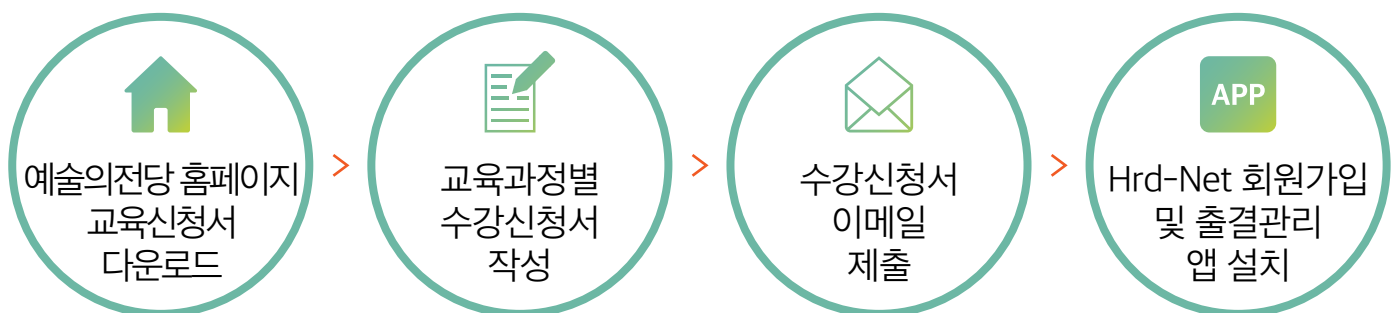 예술의전당 홈페이지
교육신청서
다운로드
>
교육과정별
수강신청서
작성
>
수강신청서
이메일
제출
>
APP
Hrd-Net 회원가입
및 출결관리
앱 설치